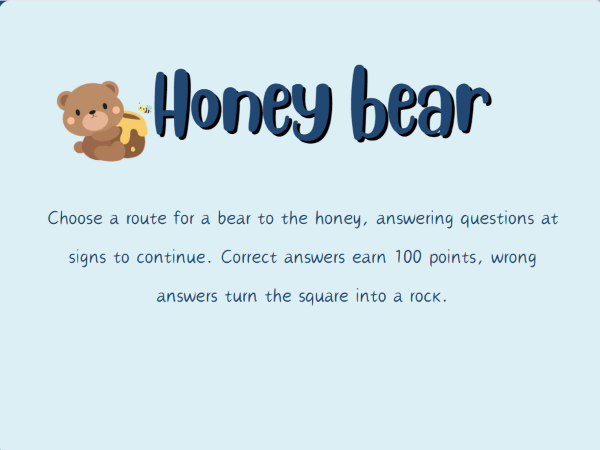 Honey bear
Choose a route for a bear to the honey, answering questions at
signs to continue. Correct answers earn 100 points, wrong
answers turn the square into a rock.